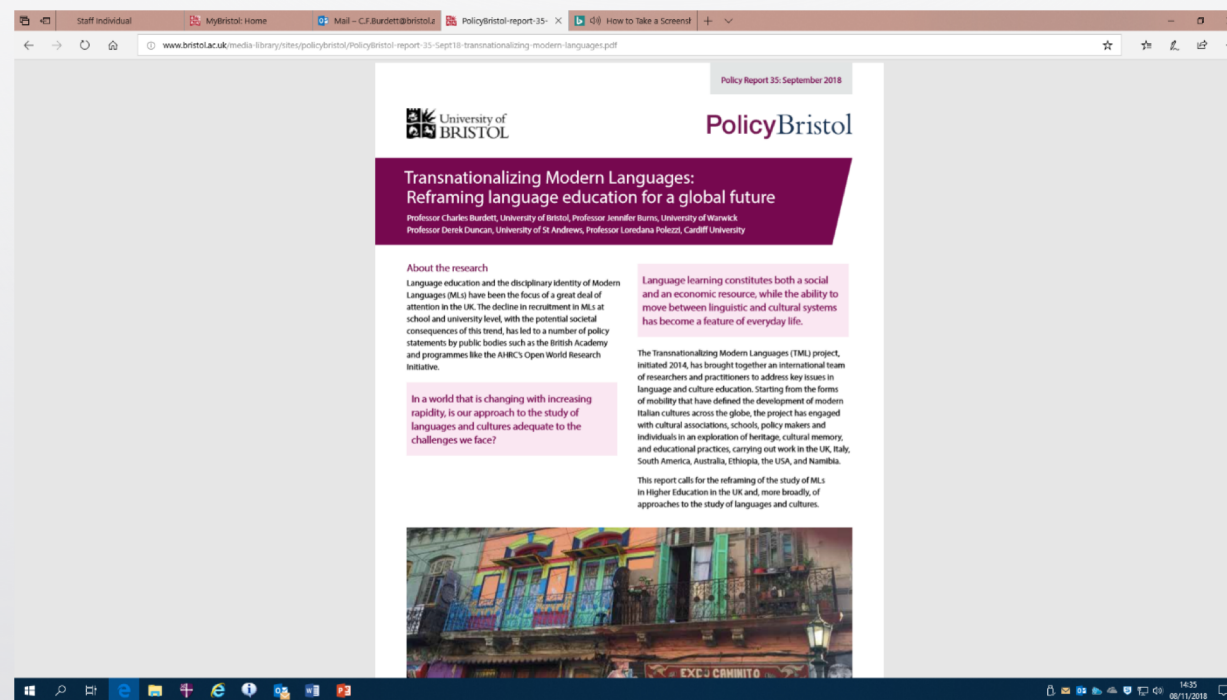 Staff Individual
MyBristol: Home
Mail – C.F.Burdett@bristol.a
PolicyBristol-report-35-
How to Take a Screensh
www.bristol.ac.uk/media-library/sites/policybristol/PolicyBristol-report-35-Sept18-transnationalizing-modern-languages.pdf
Policy Report 35: September 2018
University of
BRISTOL
PolicyBristol
Transnationalizing Modern Languages:
Reframing language education for a global future
Professor Charles Burdett, University of Bristol, Professor Jennifer Burns, University of Warwick
Professor Derek Duncan, University of St Andrews, Professor Loredana Polezzi, Cardiff University
About the research
Language education and the disciplinary identity of Modern
Languages (MLs) have been the focus of a great deal of
attention in the UK. The decline in recruitment in MLs at
school and university level, with the potential societal
consequences of this trend, has led to a number of policy
statements by public bodies such as the British Academy
and programmes like the AHRC's Open World Research
Initiative.
In a world that is changing with increasing
rapidity, is our approach to the study of
languages and cultures adequate to the
challenges we face?
Language learning constitutes both a social
and an economic resource, while the ability to
move between linguistic and cultural systems
has become a feature of everyday life.
The Transnationalizing Modern Languages (TML) project,
initiated 2014, has brought together an international team
of researchers and practitioners to address key issues in
language and culture education. Starting from the forms
of mobility that have defined the development of modern
Italian cultures across the globe, the project has engaged
with cultural associations, schools, policy makers and
individuals in an exploration of heritage, cultural memory,
and educational practices, carrying out work in the UK, Italy,
South America, Australia, Ethiopia, the USA, and Namibia.
This report calls for the reframing of the study of MLs
in Higher Education in the UK and, more broadly, of
approaches to the study of languages and cultures.
EXPO CAMINITO
14:35
08/11/2018